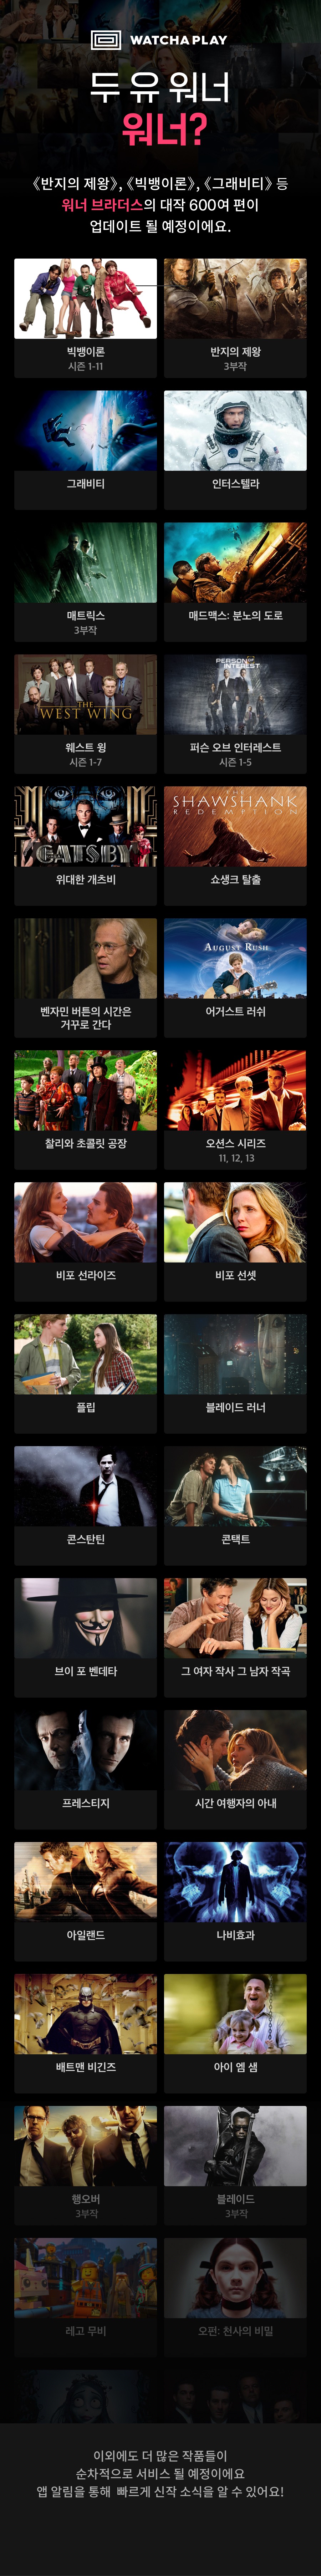 WATCHA PLAY
두 유 워너
워너?
《반지의 제왕》, 《빅뱅이론》, 《그래비티》 등
워너 브라더스의 대작 600여 편이
업데이트 될 예정이에요.
빅뱅이론
시즌 1-11
반지의 제왕
3부작
그래비티
인터스텔라
매트릭스
3부작
매드맥스: 분노의 도로
THE
WEST WING
웨스트 윙
시즌 1-7
PERSON OF
INTEREST
퍼슨 오브 인터레스트
시즌 1-5
GATSBY
위대한 개츠비
THE
SHAWSHANK
REDEMPTION
쇼생크 탈출
벤자민 버튼의 시간은
거꾸로 간다
AUGUST RUSH
어거스트 러쉬
찰리와 초콜릿 공장
오션스 시리즈
11, 12, 13
비포 선라이즈
비포 선셋
플립
블레이드 러너
콘스탄틴
콘택트
브이 포 벤데타
그 여자 작사 그 남자 작곡
프레스티지
시간 여행자의 아내
아일랜드
나비효과
배트맨 비긴즈
아이 엠 샘
행오버
3부작
블레이드
3부작
레고 무비
오펀: 천사의 비밀
이외에도 더 많은 작품들이
순차적으로 서비스 될 예정이에요
앱 알림을 통해 빠르게 신작 소식을 알 수 있어요!